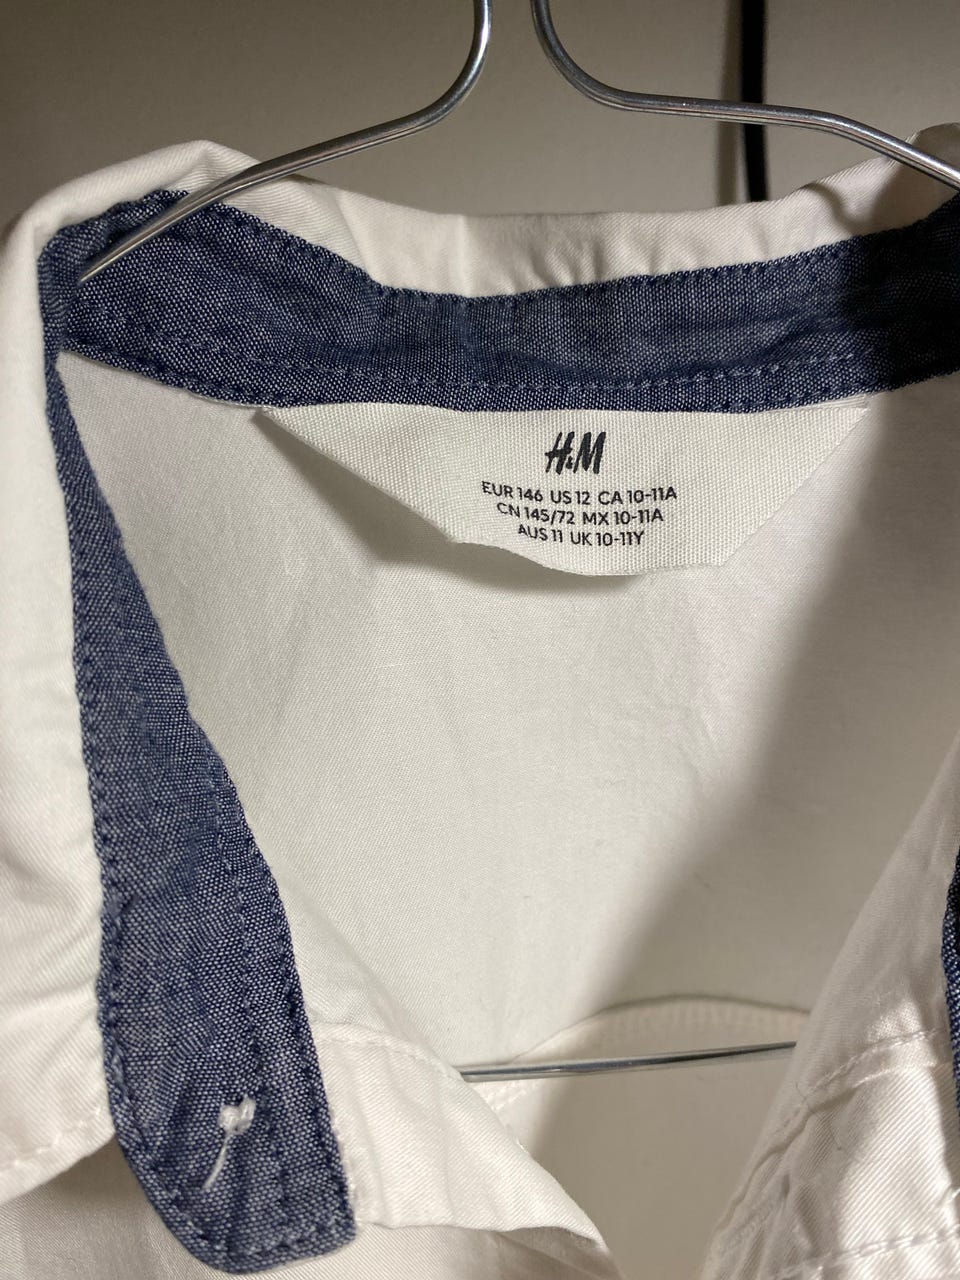 H&M
EUR 146 US 12 CA 10-11A
CN 145/72 MX 10-11A
AUS 11 UK 10-11Y